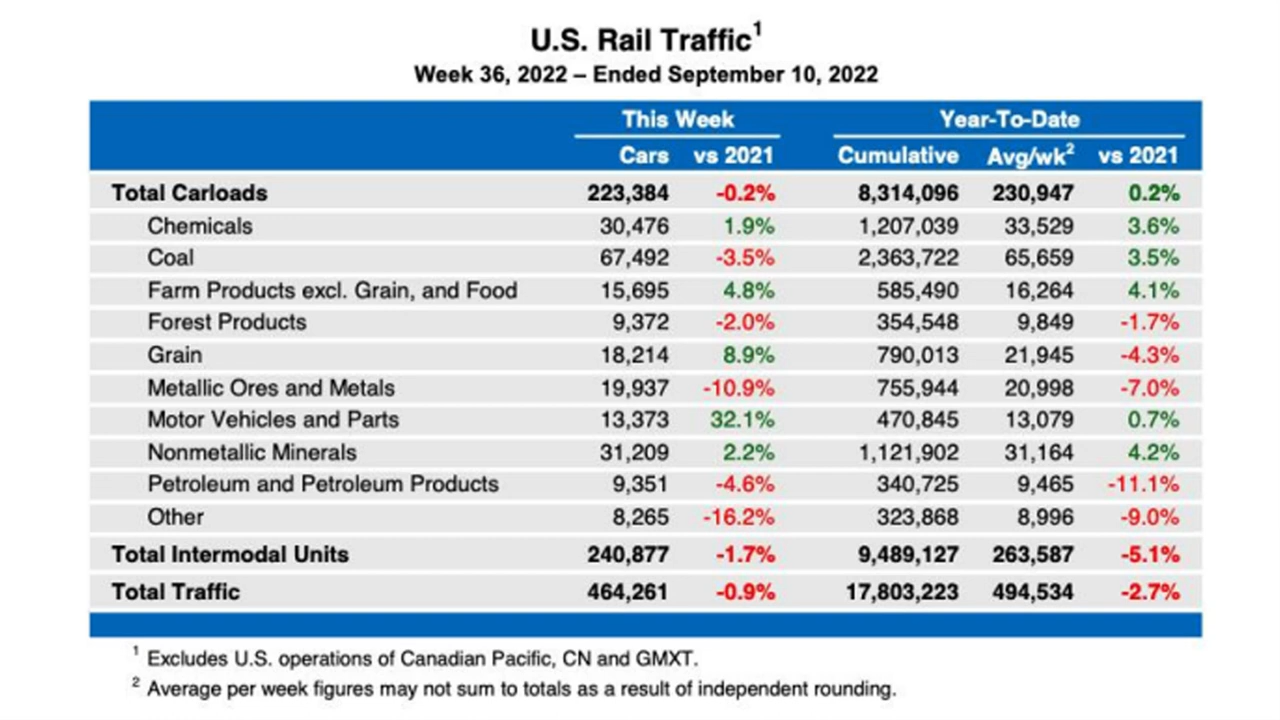 U.S. Rail Traffic1
Week 36, 2022 – Ended September 10, 2022
This Week Year-To-Date
Cars vs 2021 Cumulative Avg/wk2 vs 2021
Total Carloads 223,384 -0.2% 8,314,096 230,947 0.2%
Chemicals 30,476 1.9% 1,207,039 33,529 3.6%
Coal 67,492 -3.5% 2,363,722 65,659 3.5%
Farm Products excl. Grain, and Food 15,695 4.8% 585,490 16,264 4.1%
Forest Products 9,372 -2.0% 354,548 9,849 -1.7%
Grain 18,214 8.9% 790,013 21,945 -4.3%
Metallic Ores and Metals 19,937 -10.9% 755,944 20,998 -7.0%
Motor Vehicles and Parts 13,373 32.1% 470,845 13,079 0.7%
Nonmetallic Minerals 31,209 2.2% 1,121,902 31,164 4.2%
Petroleum and Petroleum Products 9,351 -4.6% 340,725 9,465 -11.1%
Other 8,265 -16.2% 323,868 8,996 -9.0%
Total Intermodal Units 240,877 -1.7% 9,489,127 263,587 -5.1%
Total Traffic 464,261 -0.9% 17,803,223 494,534 -2.7%
1 Excludes U.S. operations of Canadian Pacific, CN and GMXT.
2 Average per week figures may not sum to totals as a result of independent rounding.